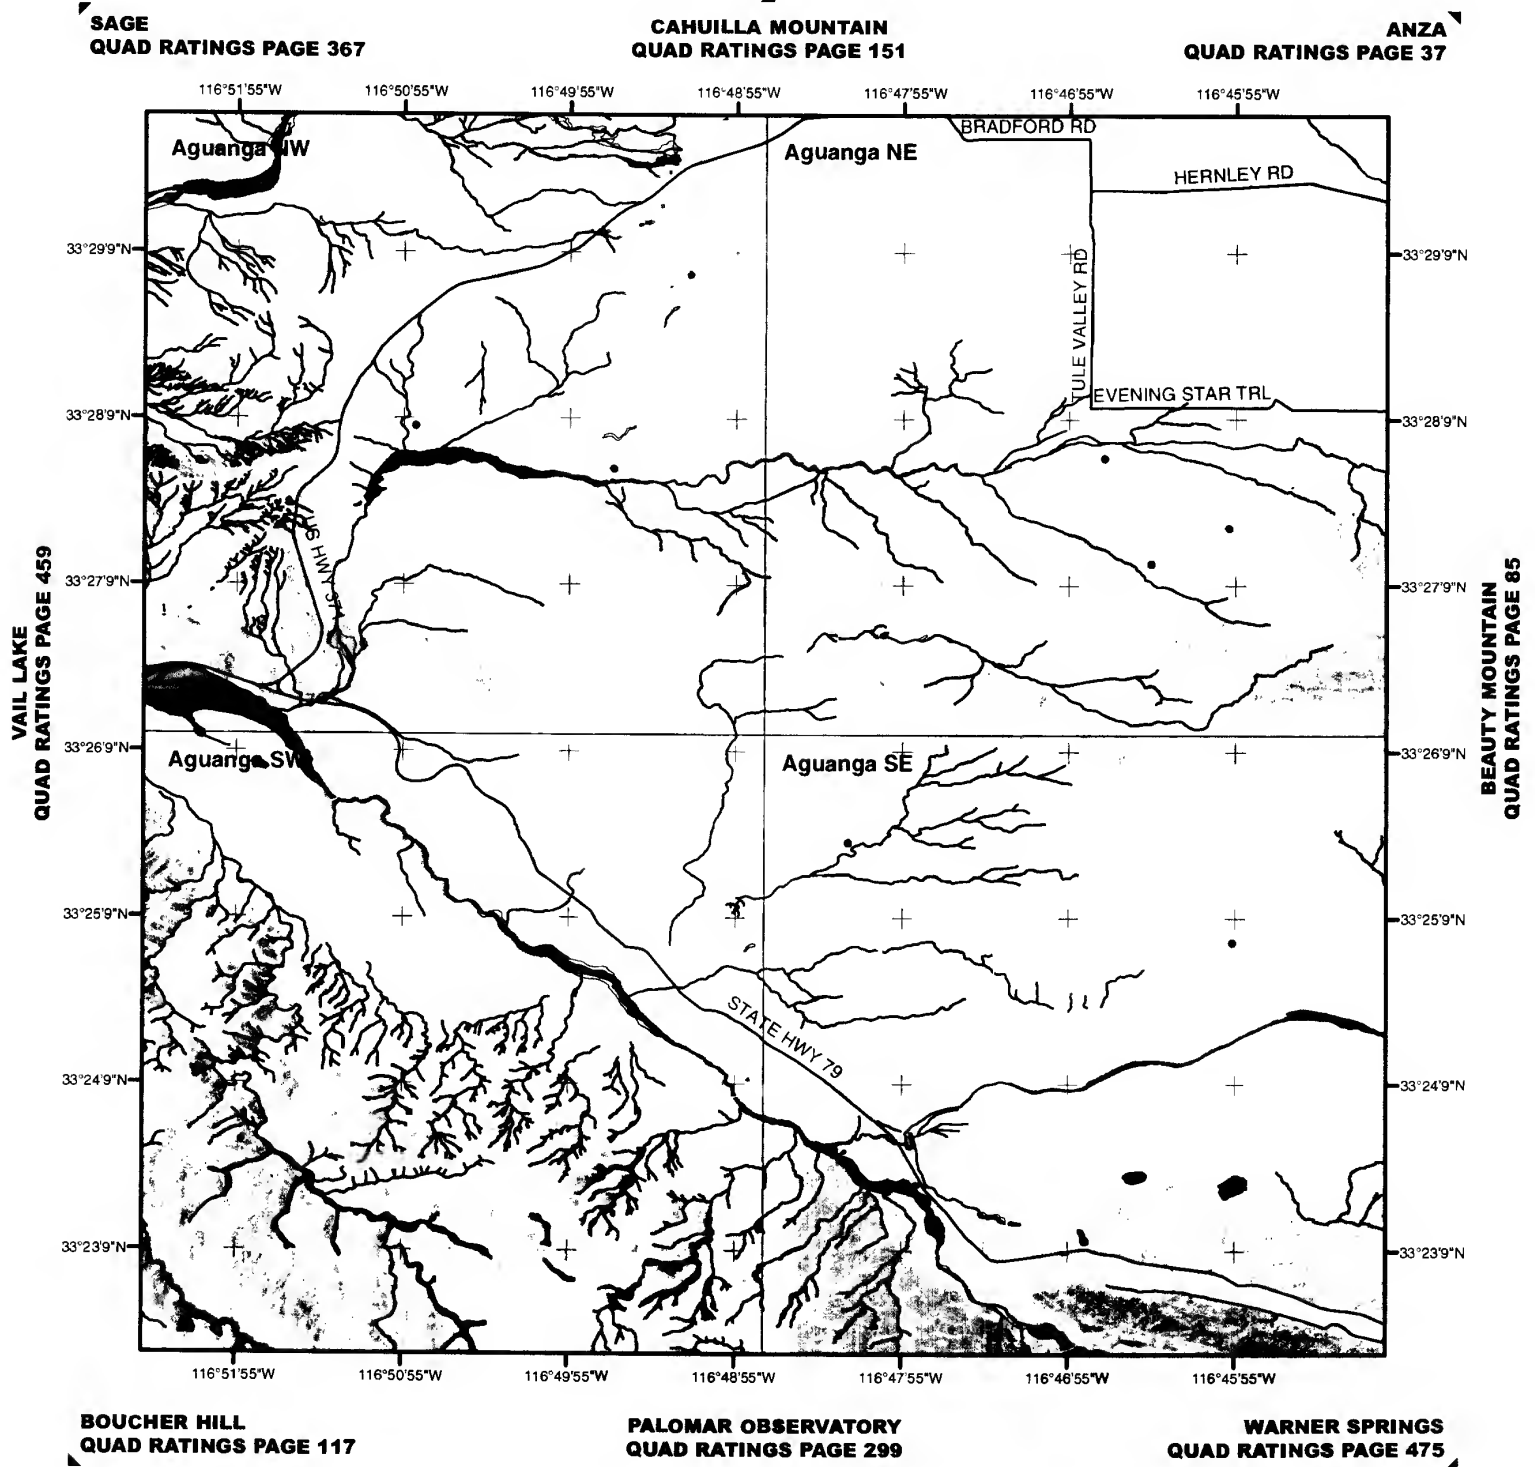 SAGE
QUAD RATINGS PAGE 367
CAHUILLA MOUNTAIN
QUAD RATINGS PAGE 151
ANZA
QUAD RATINGS PAGE 37
116°51'55"W
116°50'55"W
116°49'55"W
116°48'55"W
116°47'55"W
116°46'55"W
116°45'55"W
Aguanga NW
Aguanga NE
BRADFORD RD
HERNLEY RD
TULE VALLEY RD
EVENING STAR TRL
33°29'9"N
33°29'9"N
33°28'9"N
33°28'9"N
US HWY 371
33°27'9"N
33°27'9"N
VAIL LAKE
QUAD RATINGS PAGE 459
BEAUTY MOUNTAIN
QUAD RATINGS PAGE 85
33°26'9"N
33°26'9"N
Aguanga SW
Aguanga SE
33°25'9"N
33°25'9"N
STATE HWY 79
33°24'9"N
33°24'9"N
33°23'9"N
33°23'9"N
116°51'55"W
116°50'55"W
116°49'55"W
116°48'55"W
116°47'55"W
116°46'55"W
116°45'55"W
BOUCHER HILL
QUAD RATINGS PAGE 117
PALOMAR OBSERVATORY
QUAD RATINGS PAGE 299
WARNER SPRINGS
QUAD RATINGS PAGE 475